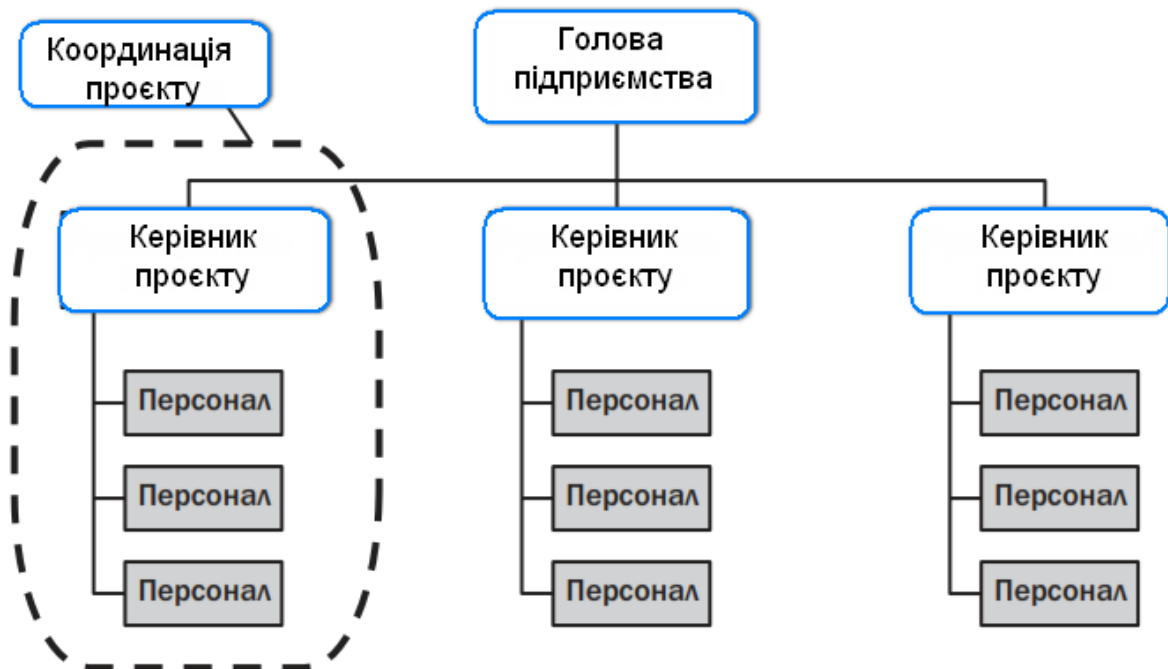 Координація
проєкту
Голова
підприємства
Керівник
проєкту
Керівник
проєкту
Керівник
проєкту
Персонал
Персонал
Персонал
Персонал
Персонал
Персонал
Персонал
Персонал
Персонал